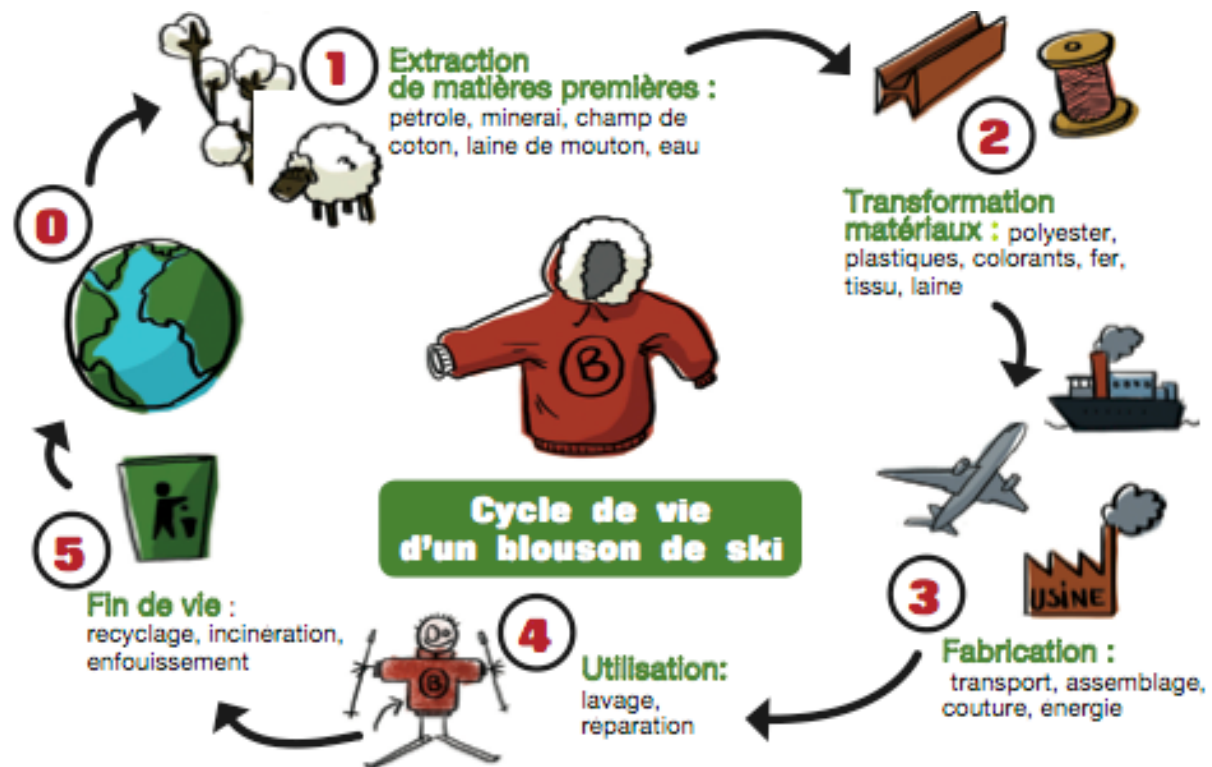 1
Extraction
de matières premières :
pétrole, minerai, champ de
coton, laine de mouton, eau
2
Transformation
matériaux : polyester,
plastiques, colorants, fer,
tissu, laine
0
B
Cycle de vie
d'un blouson de ski
USINE
3
Fabrication :
transport, assemblage,
couture, énergie
4
Utilisation:
lavage,
réparation
B
5
Fin de vie :
recyclage, incinération,
enfouissement